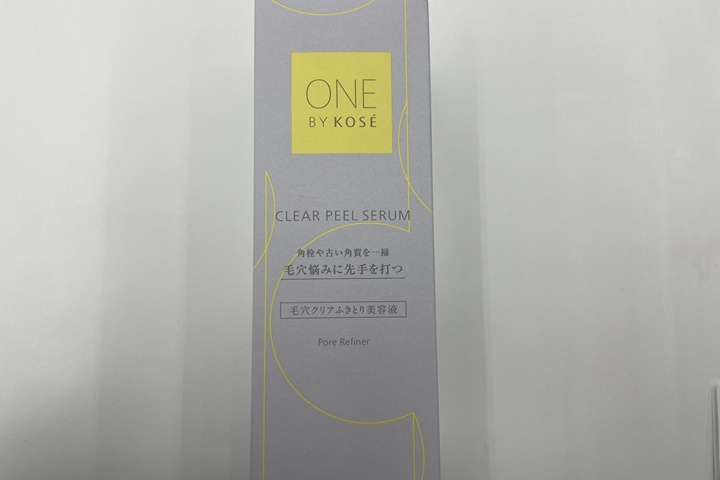 ONE
BY KOSÉ
CLEAR PEEL SERUM
角栓や古い角質を一掃
毛穴悩みに先手を打つ
毛穴クリアふきとり美容液
Pore Refiner